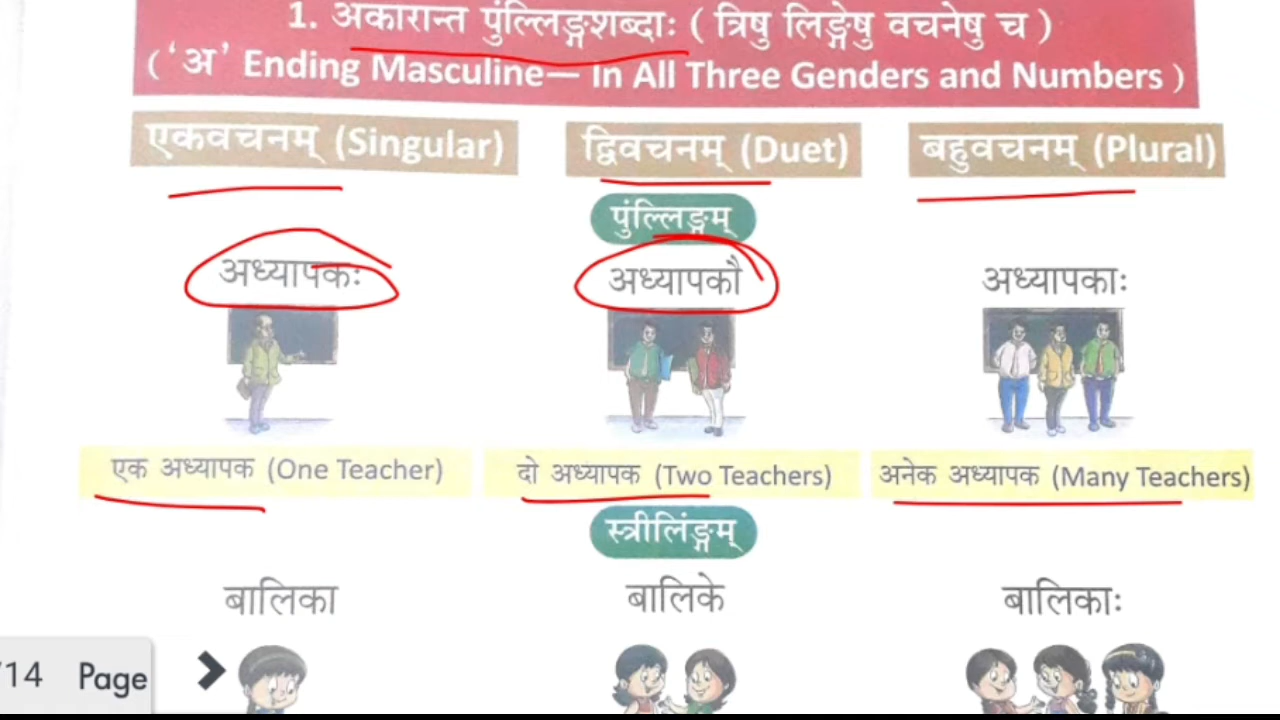 1. अकारान्त पुंल्लिङ्गशब्दाः ( त्रिषु लिङ्गेषु वचनेषु च )
( 'अ' Ending Masculine— In All Three Genders and Numbers )
एकवचनम् (Singular) द्विवचनम् (Duet) बहुवचनम् (Plural)
पुंल्लिङ्गम्
अध्यापकः अध्यापकौ अध्यापकाः
एक अध्यापक (One Teacher) दो अध्यापक (Two Teachers) अनेक अध्यापक (Many Teachers)
स्त्रीलिंङ्गम्
बालिका बालिके बालिकाः
/14 Page